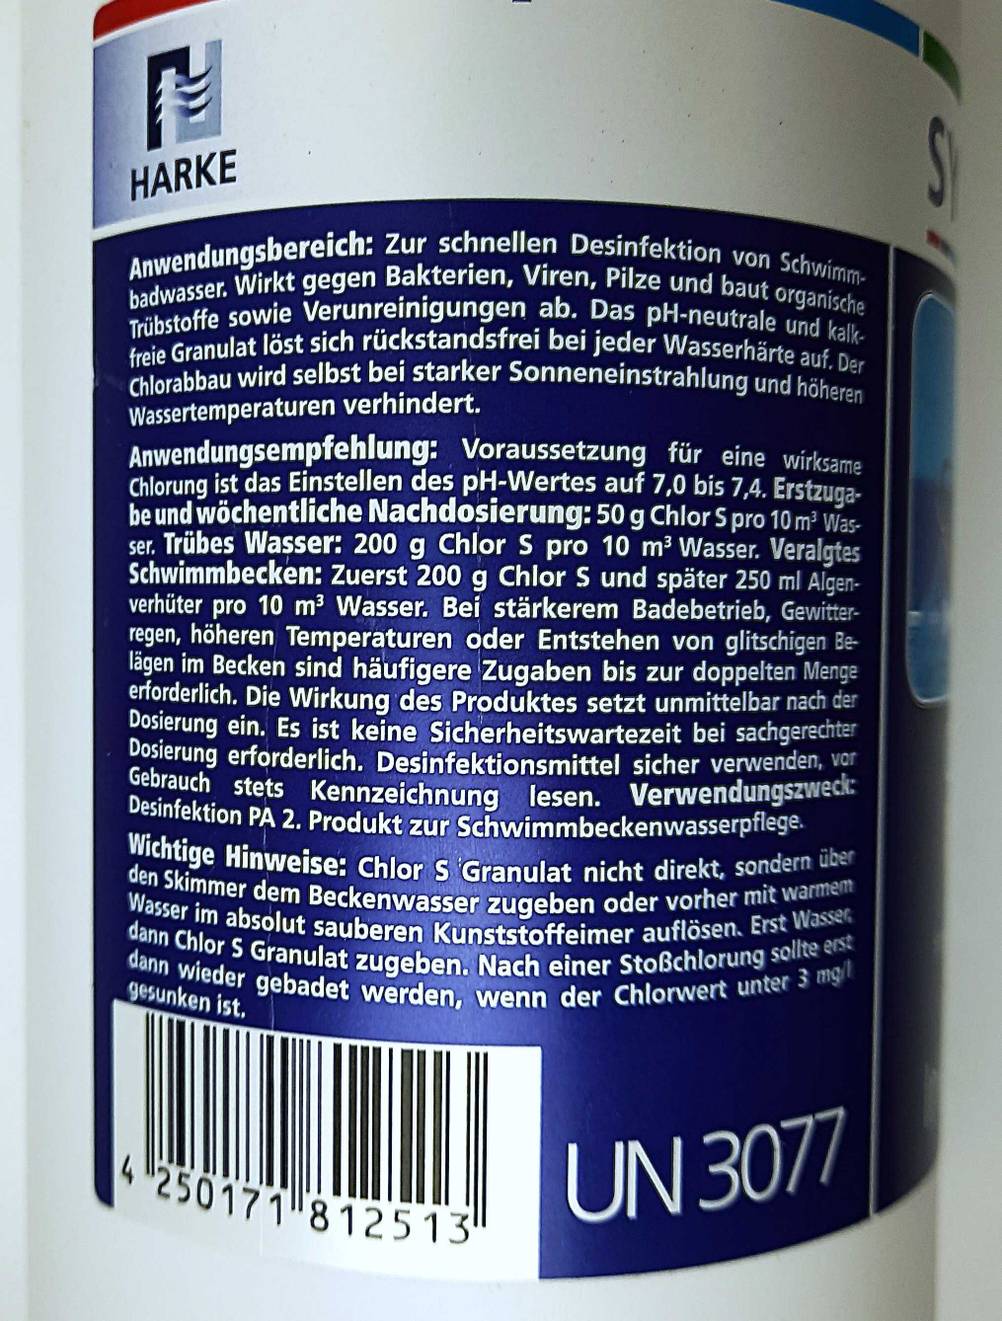 HARKE
Anwendungsbereich: Zur schnellen Desinfektion von Schwimm-
badwasser. Wirkt gegen Bakterien, Viren, Pilze und baut organische
Trübstoffe sowie Verunreinigungen ab. Das pH-neutrale und kalk-
freie Granulat löst sich rückstandsfrei bei jeder Wasserhärte auf. Der
Chlorabbau wird selbst bei starker Sonneneinstrahlung und höheren
Wassertemperaturen verhindert.
Anwendungsempfehlung: Voraussetzung für eine wirksame
Chlorung ist das Einstellen des pH-Wertes auf 7,0 bis 7,4. Erstzuga-
be und wöchentliche Nachdosierung: 50 g Chlor S pro 10 m³ Was-
ser. Trübes Wasser: 200 g Chlor S pro 10 m³ Wasser. Veralgtes
Schwimmbecken: Zuerst 200 g Chlor S und später 250 ml Algen-
verhüter pro 10 m³ Wasser. Bei stärkerem Badebetrieb, Gewitter-
regen, höheren Temperaturen oder Entstehen von glitschigen Be-
lägen im Becken sind häufigere Zugaben bis zur doppelten Menge
erforderlich. Die Wirkung des Produktes setzt unmittelbar nach der
Dosierung ein. Es ist keine Sicherheitswartezeit bei sachgerechter
Dosierung erforderlich. Desinfektionsmittel sicher verwenden, vor
Gebrauch stets Kennzeichnung lesen. Verwendungszweck:
Desinfektion PA 2. Produkt zur Schwimmbeckenwasserpflege.
Wichtige Hinweise: Chlor S Granulat nicht direkt, sondern über
den Skimmer dem Beckenwasser zugeben oder vorher mit warmem
Wasser im absolut sauberen Kunststoffeimer auflösen. Erst Wasser,
dann Chlor S Granulat zugeben. Nach einer Stoßchlorung sollte erst
dann wieder gebadet werden, wenn der Chlorwert unter 3 mg/l
gesunken ist.
4 250171 812513
UN 3077